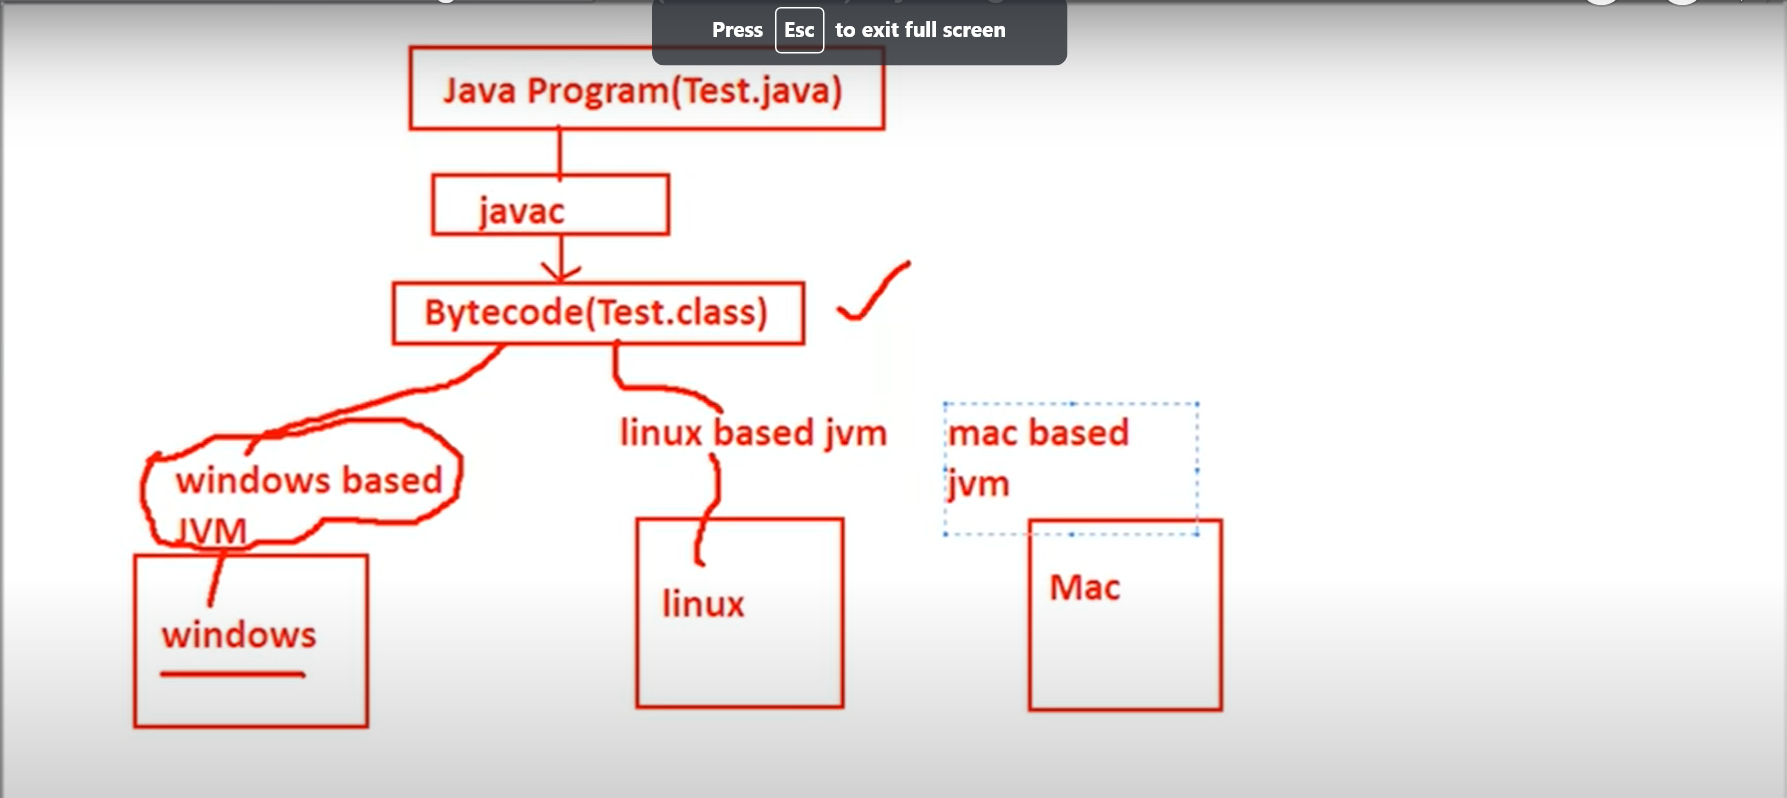 Press Esc to exit full screen
Java Program(Test.java)
javac
Bytecode(Test.class)
windows based
JVM
linux based jvm
mac based
jvm
windows
linux
Mac